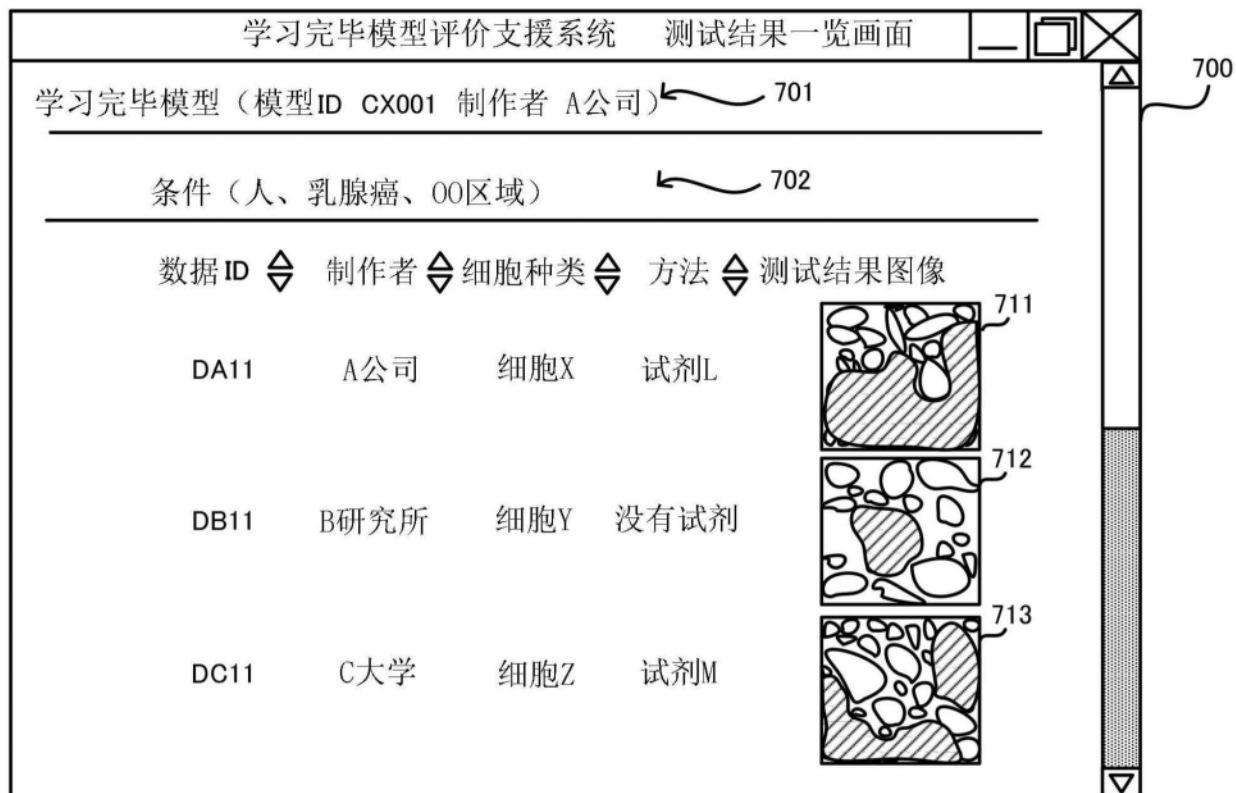 学习完毕模型评价支援系统 测试结果一览画面
700
学习完毕模型（模型ID CX001 制作者 A公司） 701
条件（人、乳腺癌、OO区域） 702
数据ID 制作者 细胞种类 方法 测试结果图像
711
DA11 A公司 细胞X 试剂L
712
DB11 B研究所 细胞Y 没有试剂
713
DC11 C大学 细胞Z 试剂M